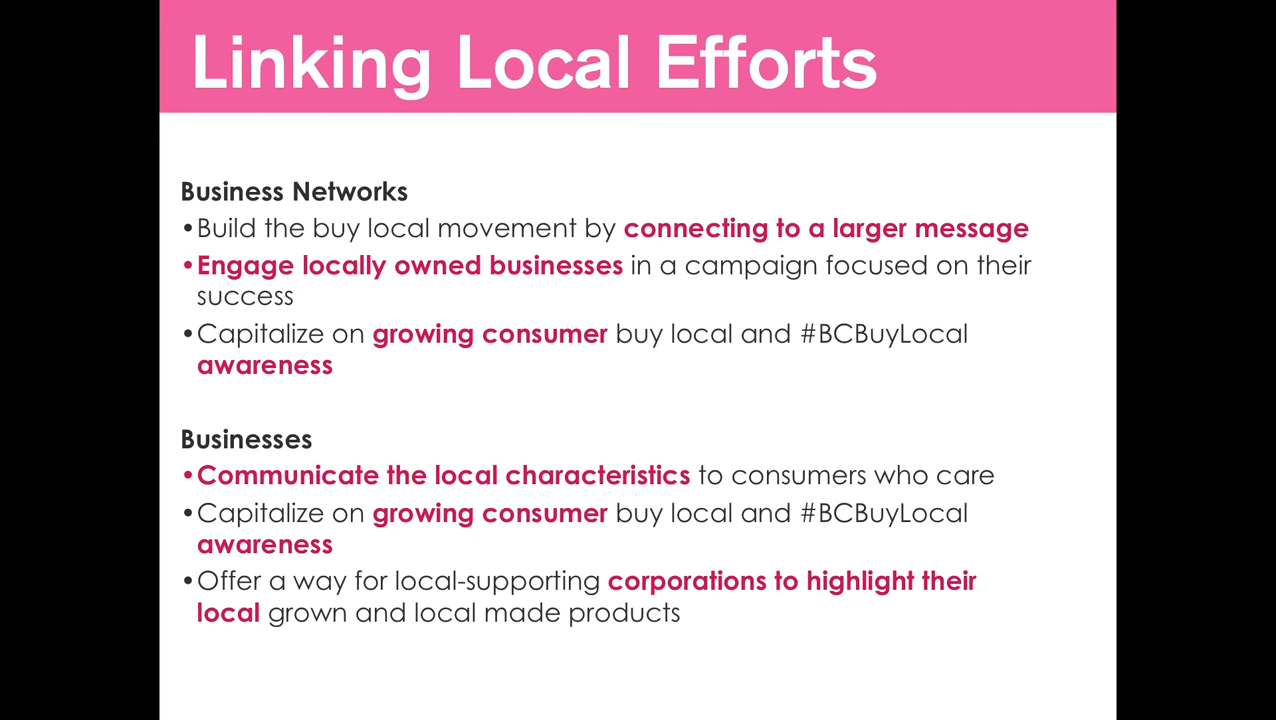 Linking Local Efforts
Business Networks
•Build the buy local movement by connecting to a larger message
•Engage locally owned businesses in a campaign focused on their
success
•Capitalize on growing consumer buy local and #BCBuyLocal
awareness
Businesses
•Communicate the local characteristics to consumers who care
•Capitalize on growing consumer buy local and #BCBuyLocal
awareness
•Offer a way for local-supporting corporations to highlight their
local grown and local made products